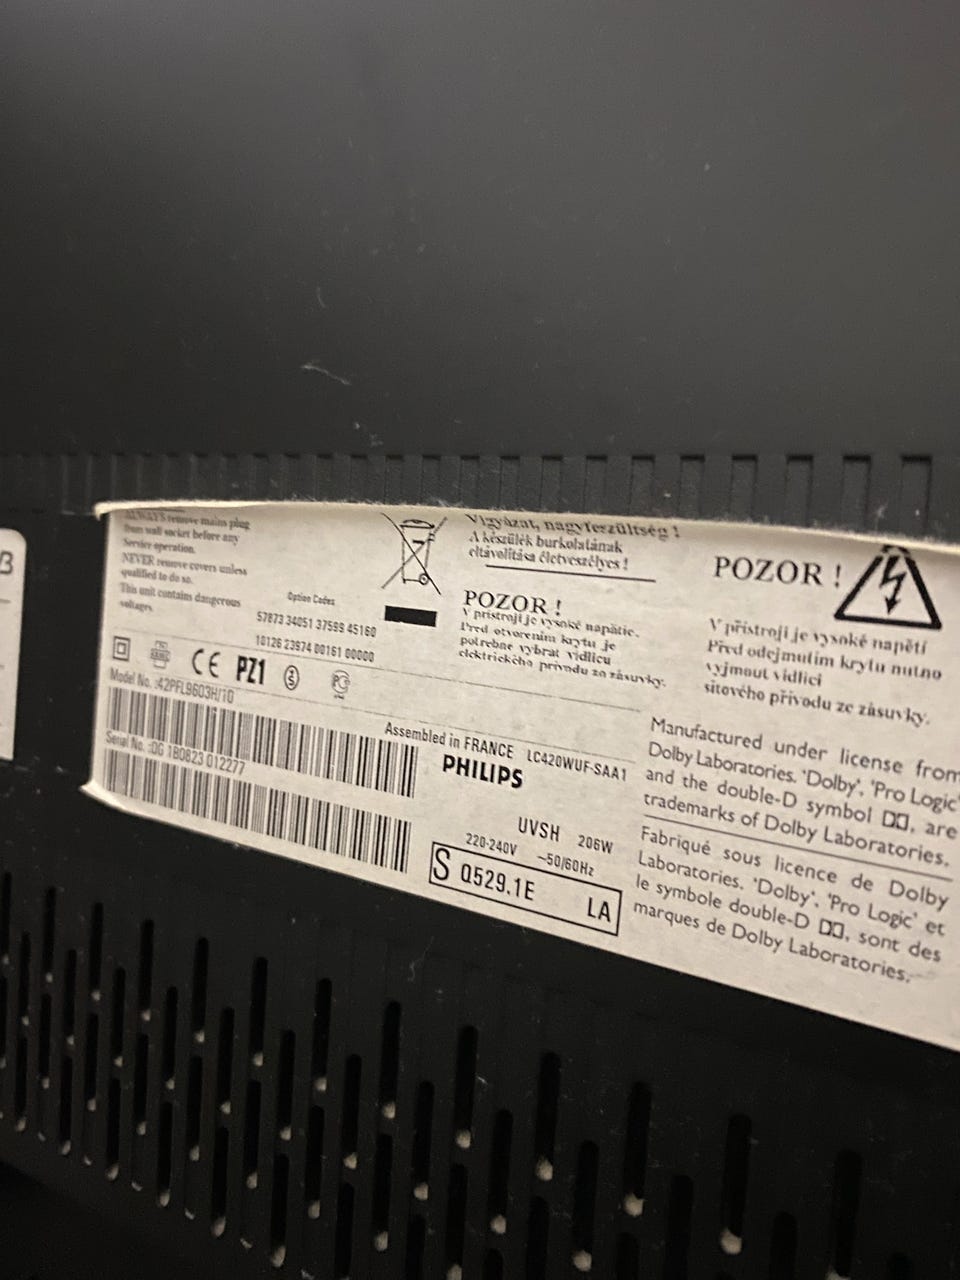 B
ALWAYS remove mains plug
from wall socket before any
Service operation.
NEVER remove covers unless
qualified to do so.
This unit contains dangerous
voltages
Option Codes
57873 34051 37599 45160
10126 23974 00161 00000
CE PZ1
Model No. :42PFL9603H/10
Serial No. :DG 1B0823 012277
Vigyázat, nagyfeszültség !
A készülék burkolatának
eltávolítása életveszélyes !
POZOR !
V prístroji je vysoké napätie.
Pred otvorením krytu je
potrebné vybrat vidlicu
elektrického privodu zo zásuvky.
POZOR !
V přístroji je vysoké napětí
Před odejmutím krytu nutno
vyjmout vidlici
síťového přívodu ze zásuvky.
Assembled in FRANCE LC420WUF-SAA1
PHILIPS
UVSH 206W
220-240V ~50/60Hz
S Q529.1E LA
Manufactured under license from
Dolby Laboratories. 'Dolby', 'Pro Logic'
and the double-D symbol, are
trademarks of Dolby Laboratories.
Fabriqué sous licence de Dolby
Laboratories. 'Dolby', 'Pro Logic' et
le symbole double-D, sont des
marques de Dolby Laboratories.